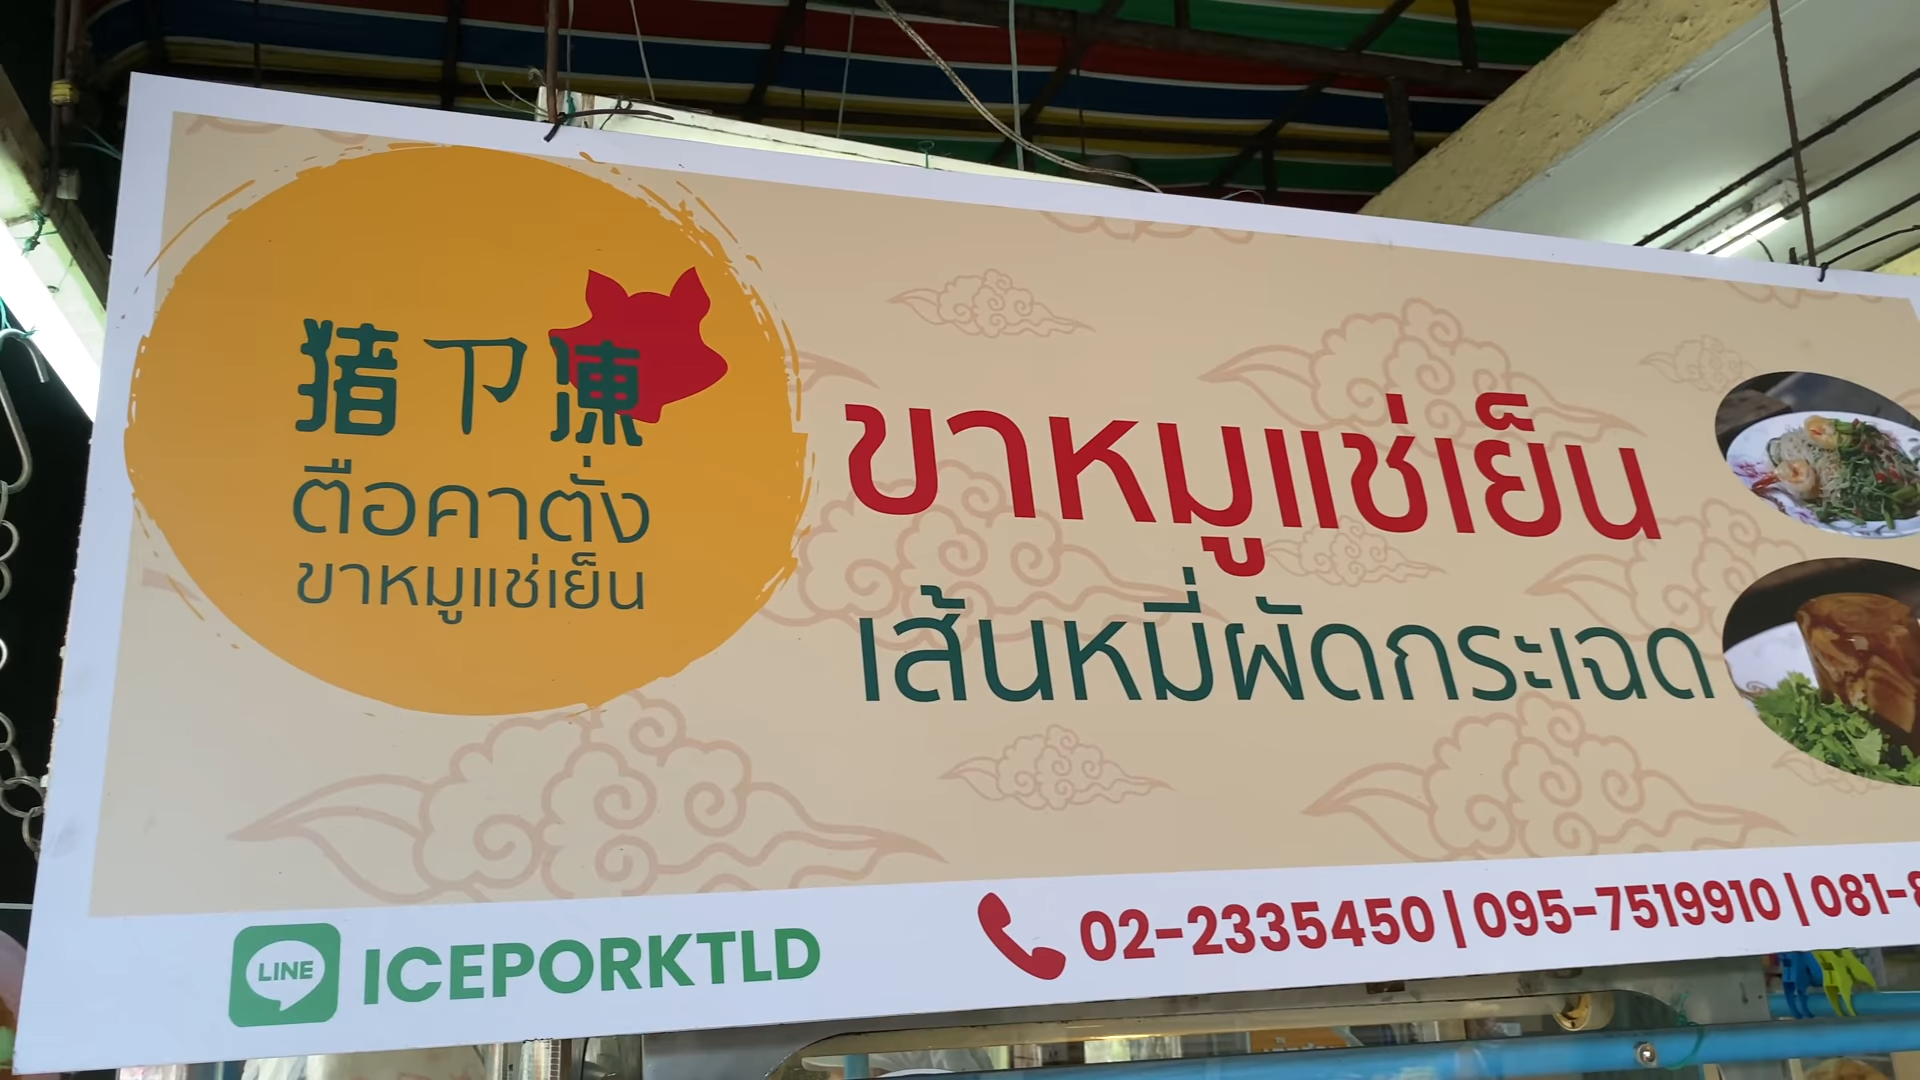 猪
ตือคาตั่ง
ขาหมูแช่เย็น
ขาหมูแช่เย็น
เส้นหมี่ผัดกระเฉด
LINE ICEPORKTLD
02-2335450 | 095-7519910 | 081-8